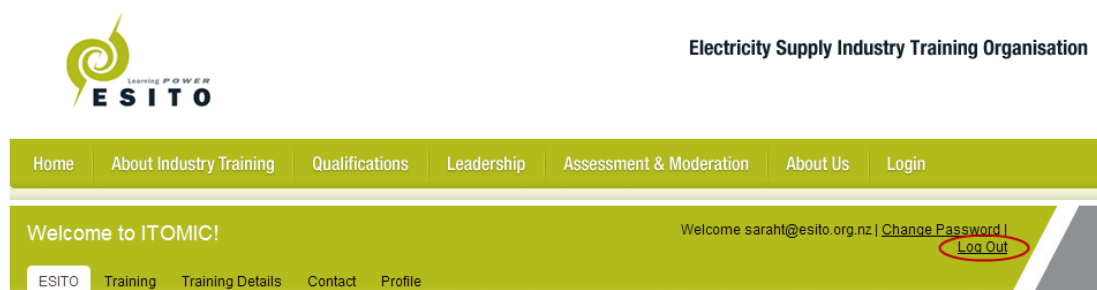 Electricity Supply Industry Training Organisation
Learning POWER
ESITO
Home About Industry Training Qualifications Leadership Assessment & Moderation About Us Login
Welcome to ITOMIC!
Welcome saraht@esito.org.nz | Change Password |
Log Out
ESITO Training Training Details Contact Profile